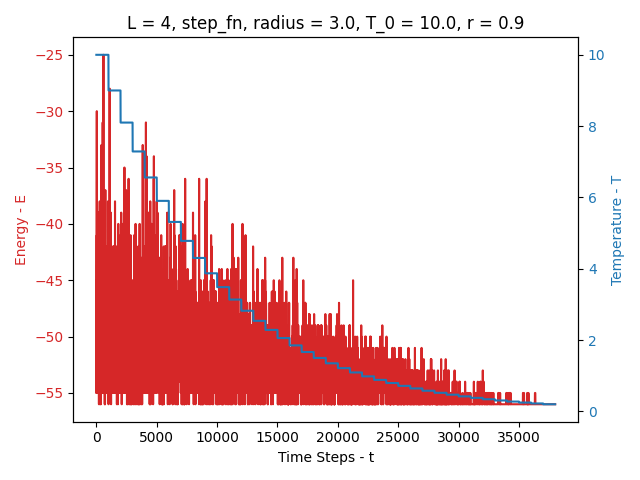 L = 4, step_fn, radius = 3.0, T_0 = 10.0, r = 0.9
−25
−30
−35
−40
−45
−50
−55
Energy - E
10
8
6
4
2
0
Temperature - T
0 5000 10000 15000 20000 25000 30000 35000
Time Steps - t